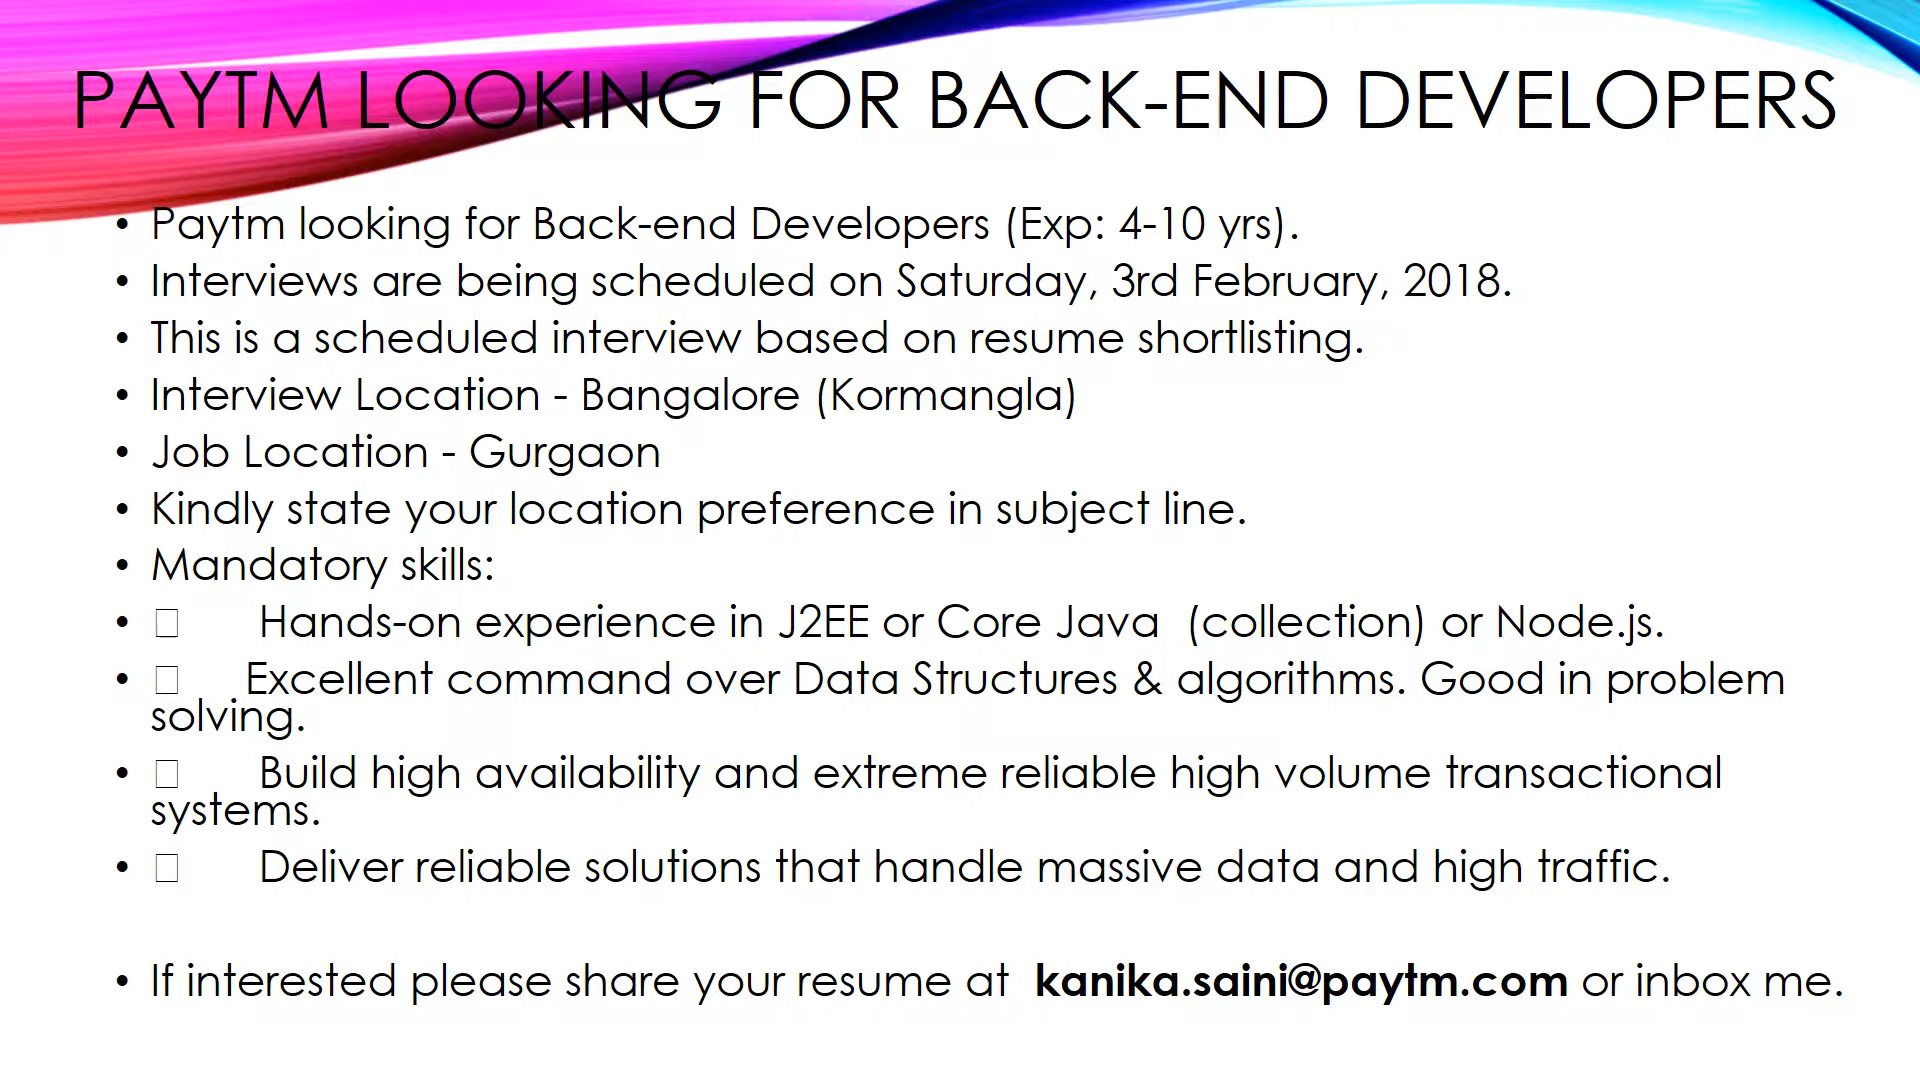 PAYTM LOOKING FOR BACK-END DEVELOPERS
• Paytm looking for Back-end Developers (Exp: 4-10 yrs).
• Interviews are being scheduled on Saturday, 3rd February, 2018.
• This is a scheduled interview based on resume shortlisting.
• Interview Location - Bangalore (Kormangla)
• Job Location - Gurgaon
• Kindly state your location preference in subject line.
• Mandatory skills:
• Hands-on experience in J2EE or Core Java (collection) or Node.js.
• Excellent command over Data Structures & algorithms. Good in problem
solving.
• Build high availability and extreme reliable high volume transactional
systems.
• Deliver reliable solutions that handle massive data and high traffic.
• If interested please share your resume at kanika.saini@paytm.com or inbox me.